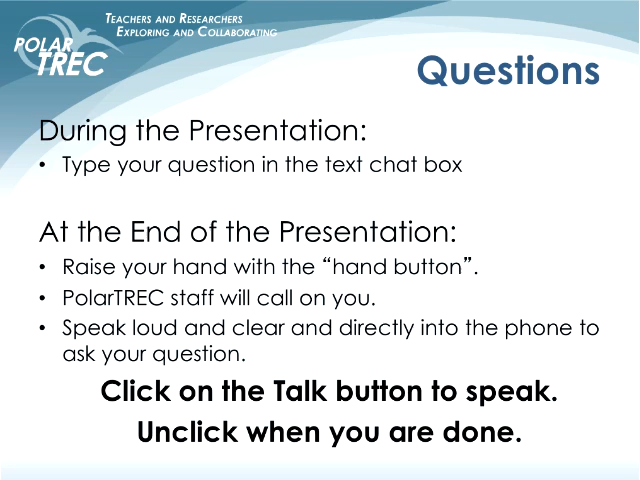 TEACHERS AND RESEARCHERS
EXPLORING AND COLLABORATING
POLAR
TREC
Questions
During the Presentation:
• Type your question in the text chat box
At the End of the Presentation:
• Raise your hand with the “hand button”.
• PolarTREC staff will call on you.
• Speak loud and clear and directly into the phone to
ask your question.
Click on the Talk button to speak.
Unclick when you are done.